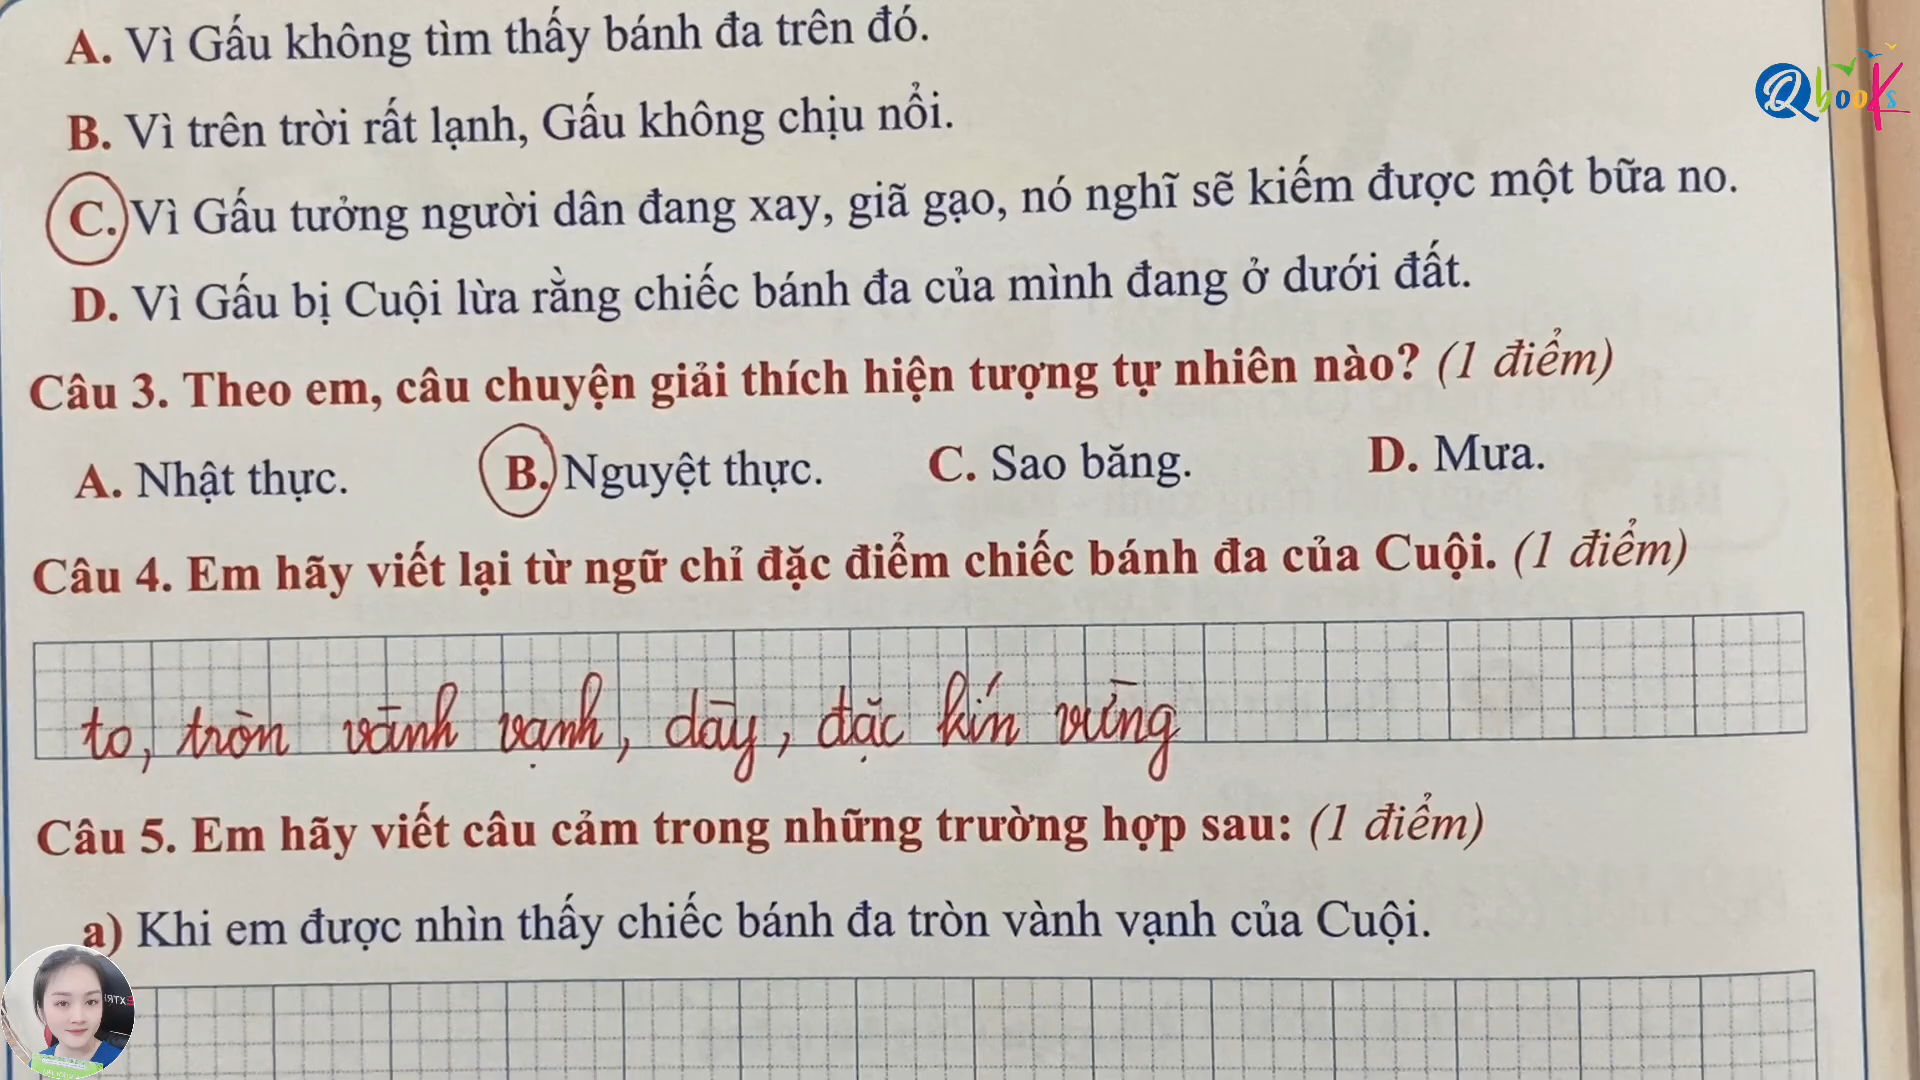 A. Vì Gấu không tìm thấy bánh đa trên đó.
Qbooks
B. Vì trên trời rất lạnh, Gấu không chịu nổi.
C. Vì Gấu tưởng người dân đang xay, giã gạo, nó nghĩ sẽ kiếm được một bữa no.
D. Vì Gấu bị Cuội lừa rằng chiếc bánh đa của mình đang ở dưới đất.
Câu 3. Theo em, câu chuyện giải thích hiện tượng tự nhiên nào? (1 điểm)
A. Nhật thực. B. Nguyệt thực. C. Sao băng. D. Mưa.
Câu 4. Em hãy viết lại từ ngữ chỉ đặc điểm chiếc bánh đa của Cuội. (1 điểm)
to, tròn vành vạnh, dày, đặc kín vừng
Câu 5. Em hãy viết câu cảm trong những trường hợp sau: (1 điểm)
a) Khi em được nhìn thấy chiếc bánh đa tròn vành vạnh của Cuội.